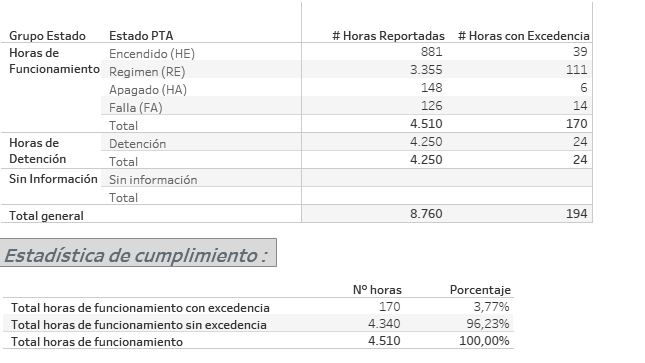 Grupo Estado Estado PTA # Horas Reportadas # Horas con Excedencia
Horas de Funcionamiento Encendido (HE) 881 39
Regimen (RE) 3.355 111
Apagado (HA) 148 6
Falla (FA) 126 14
Total 4.510 170
Horas de Detención Detención 4.250 24
Total 4.250 24
Sin Información Sin información
Total
Total general 8.760 194
Estadística de cumplimiento :
Nº horas Porcentaje
Total horas de funcionamiento con excedencia 170 3,77%
Total horas de funcionamiento sin excedencia 4.340 96,23%
Total horas de funcionamiento 4.510 100,00%